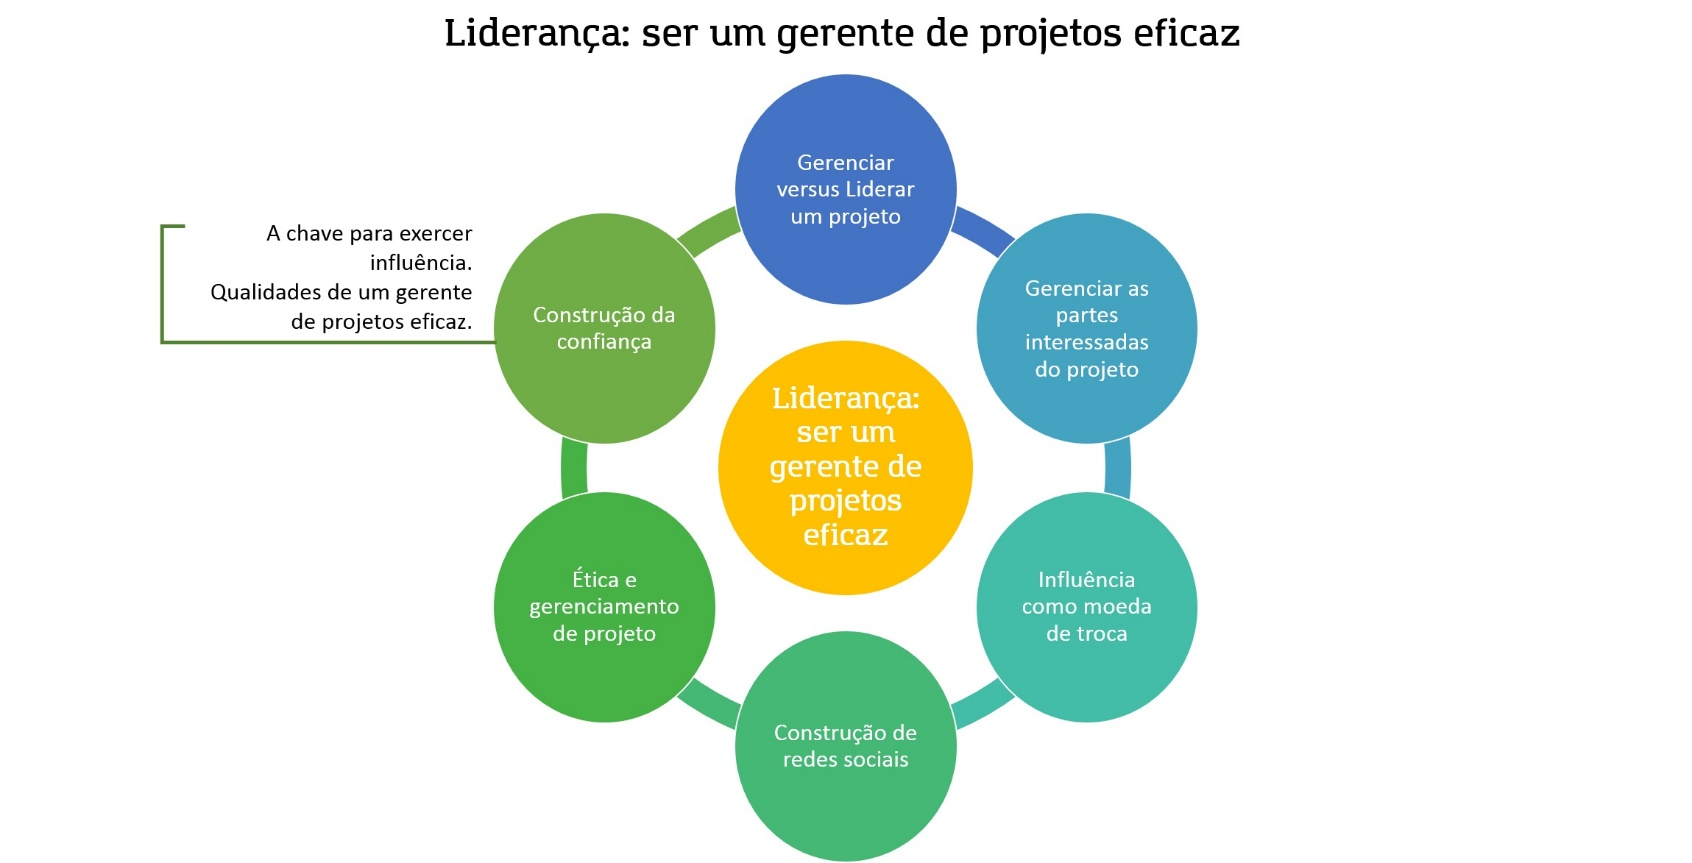 Liderança: ser um gerente de projetos eficaz
Gerenciar
versus Liderar
um projeto
A chave para exercer
influência.
Qualidades de um gerente
de projetos eficaz.
Construção da
confiança
Gerenciar as
partes
interessadas
do projeto
Liderança:
ser um
gerente de
projetos
eficaz
Ética e
gerenciamento
de projeto
Influência
como moeda
de troca
Construção de
redes sociais